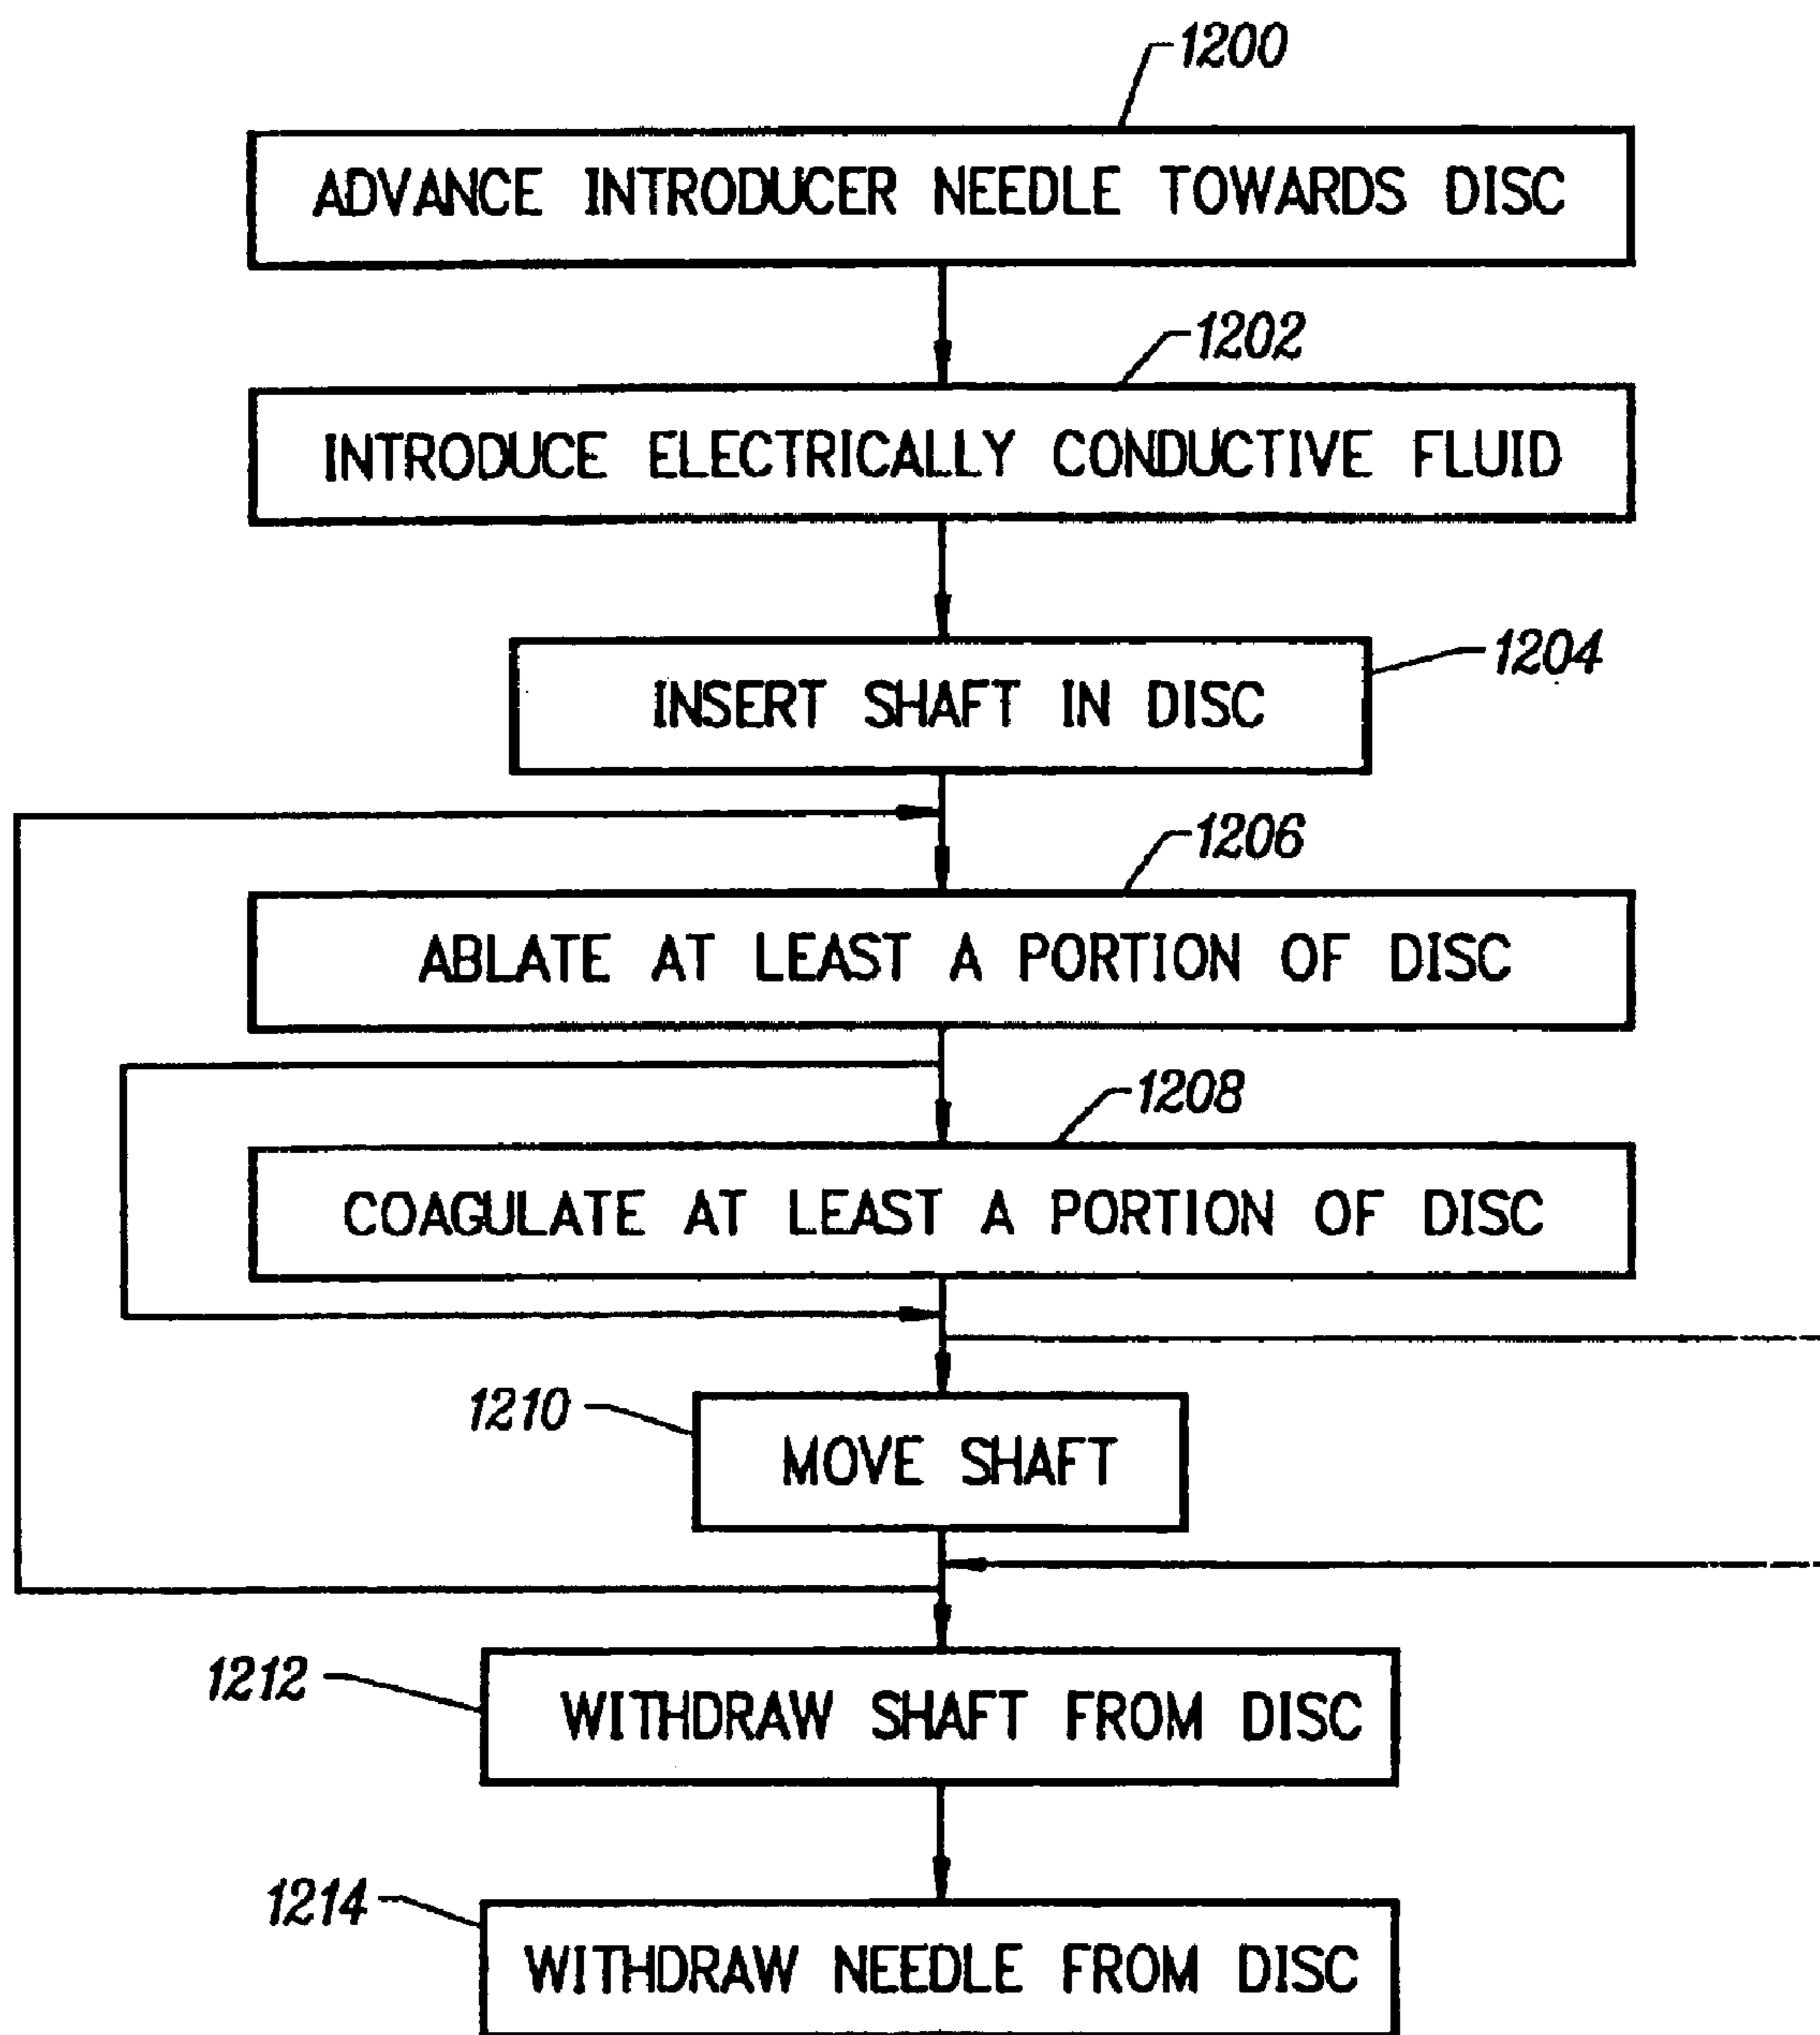 1200
ADVANCE INTRODUCER NEEDLE TOWARDS DISC
1202
INTRODUCE ELECTRICALLY CONDUCTIVE FLUID
1204
INSERT SHAFT IN DISC
1206
ABLATE AT LEAST A PORTION OF DISC
1208
COAGULATE AT LEAST A PORTION OF DISC
1210
MOVE SHAFT
1212
WITHDRAW SHAFT FROM DISC
1214
WITHDRAW NEEDLE FROM DISC